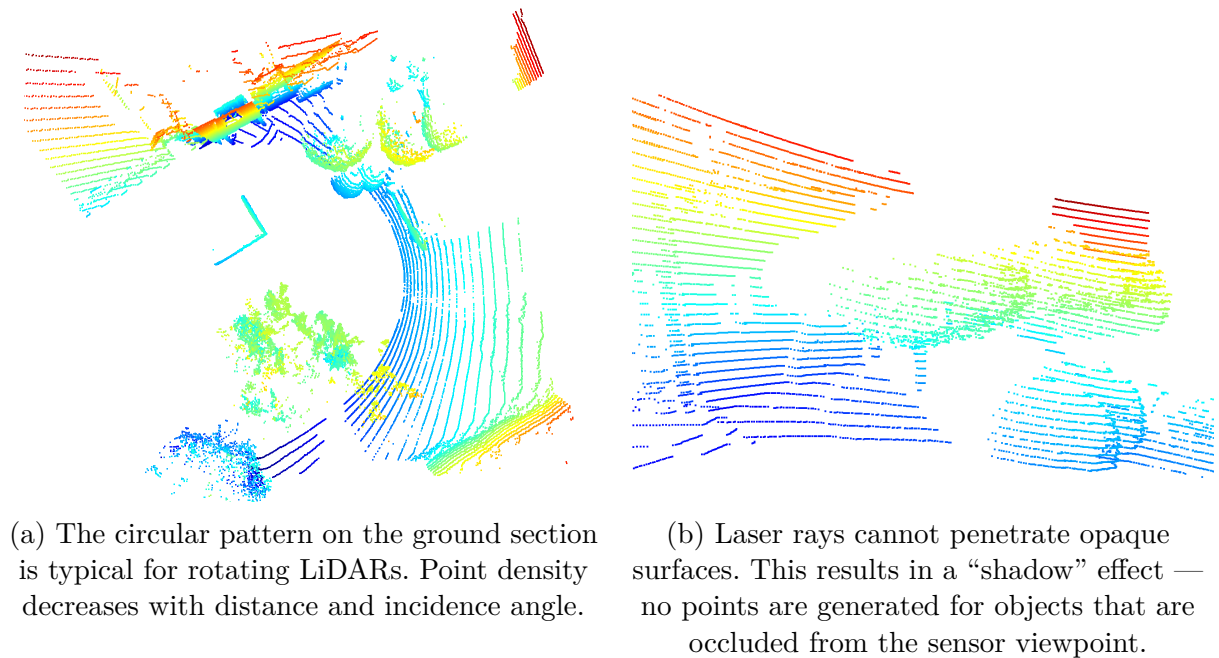 (a) The circular pattern on the ground section
is typical for rotating LiDARs. Point density
decreases with distance and incidence angle.
(b) Laser rays cannot penetrate opaque
surfaces. This results in a “shadow” effect —
no points are generated for objects that are
occluded from the sensor viewpoint.